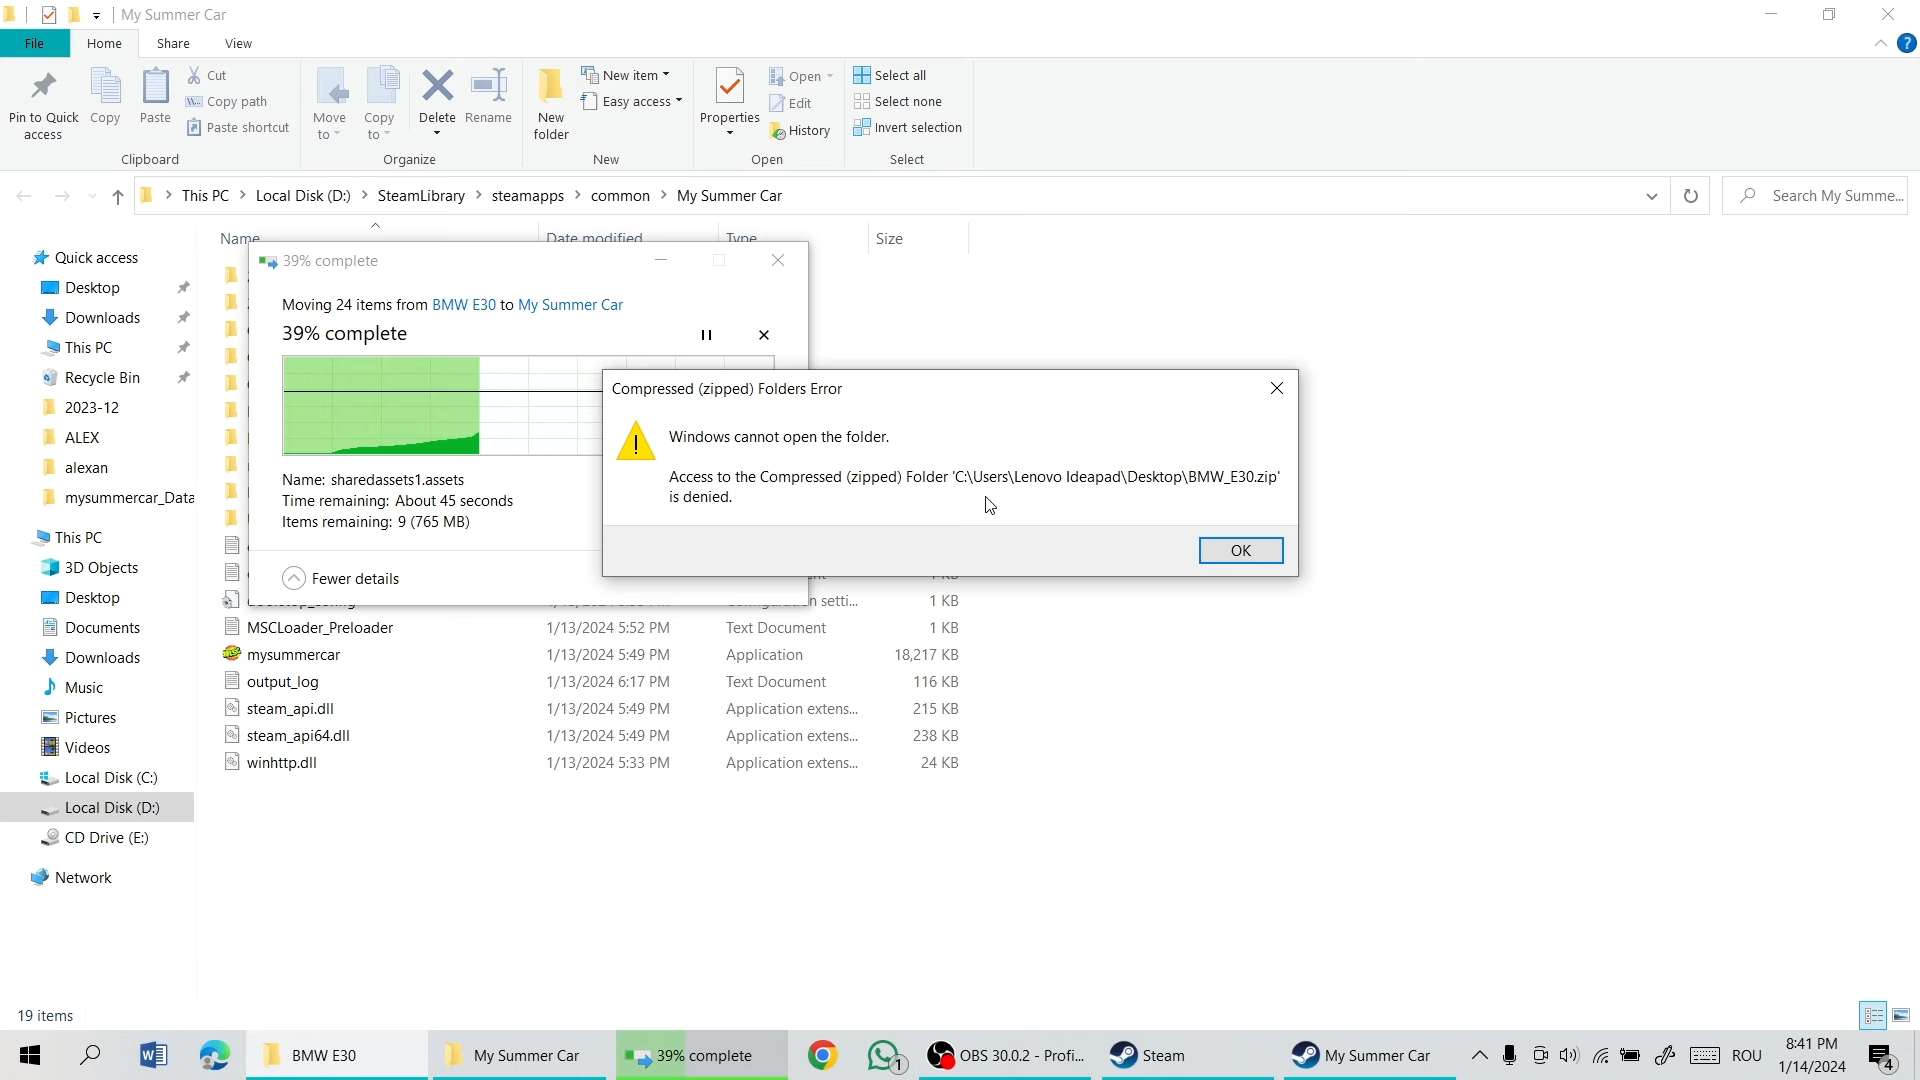 My Summer Car
File
Home
Share
View
Pin to Quick access
Copy
Paste
Cut
Copy path
Paste shortcut
Clipboard
Move to
Copy to
Delete
Rename
Organize
New folder
New item
Easy access
New
Properties
Open
Edit
History
Open
Select all
Select none
Invert selection
Select
This PC
Local Disk (D:)
SteamLibrary
steamapps
common
My Summer Car
Search My Summe...
Name
Date modified
Type
Size
Quick access
Desktop
Downloads
This PC
Recycle Bin
2023-12
ALEX
alexan
mysummercar_Data
This PC
3D Objects
Desktop
Documents
Downloads
Music
Pictures
Videos
Local Disk (C:)
Local Disk (D:)
CD Drive (E:)
Network
39% complete
Moving 24 items from BMW E30 to My Summer Car
39% complete
Name: sharedassets1.assets
Time remaining: About 45 seconds
Items remaining: 9 (765 MB)
Fewer details
Compressed (zipped) Folders Error
Windows cannot open the folder.
Access to the Compressed (zipped) Folder 'C:\Users\Lenovo Ideapad\Desktop\BMW_E30.zip'
is denied.
OK
1 KB
MSCLoader_Preloader 1/13/2024 5:52 PM Text Document 1 KB
mysummercar 1/13/2024 5:49 PM Application 18,217 KB
output_log 1/13/2024 6:17 PM Text Document 116 KB
steam_api.dll 1/13/2024 5:49 PM Application extens... 215 KB
steam_api64.dll 1/13/2024 5:49 PM Application extens... 238 KB
winhttp.dll 1/13/2024 5:33 PM Application extens... 24 KB
19 items
BMW E30
My Summer Car
39% complete
1
OBS 30.0.2 - Profi...
Steam
My Summer Car
ROU
8:41 PM
1/14/2024
4